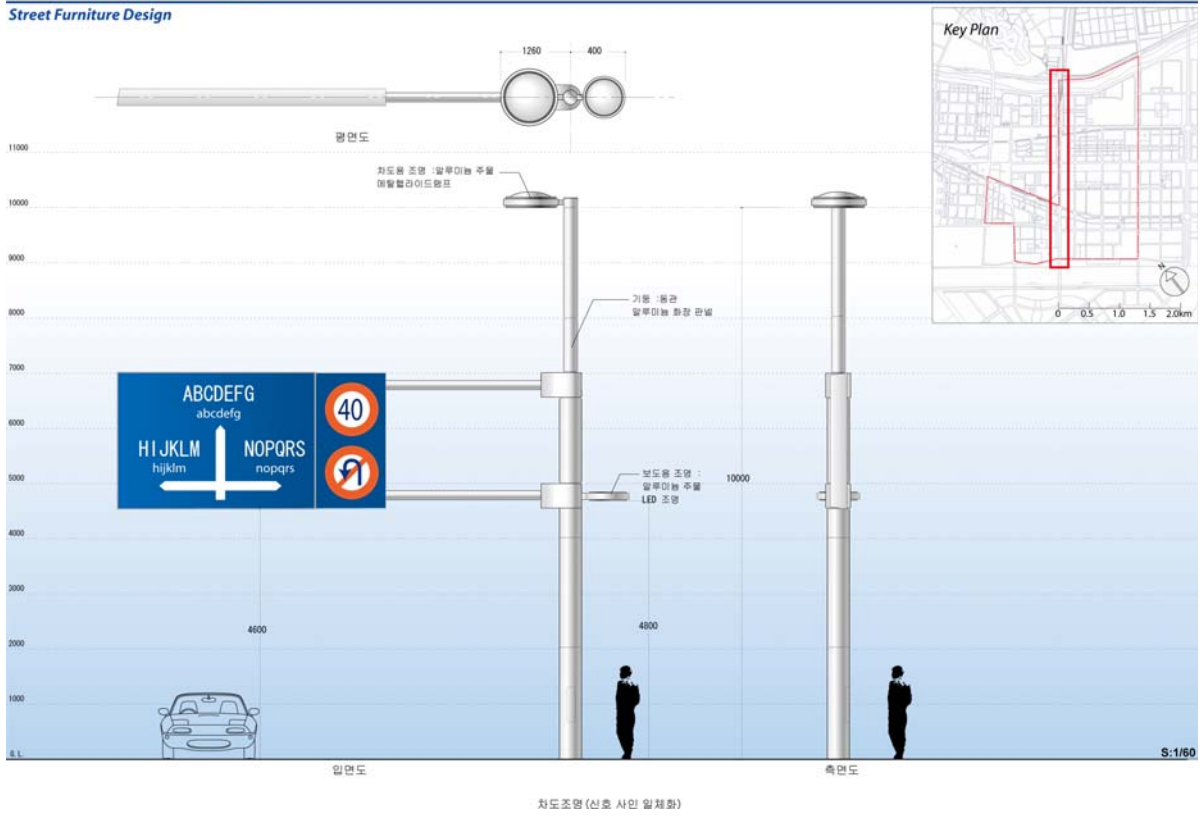 Street Furniture Design
Key Plan
1260 400
평면도
11000
차도용 조명 :알루미늄 주물
메탈헬라이드램프
10000
9000
기둥 :동관
알루미늄 화장 판넬
8000
N
0 0.5 1.0 1.5 2.0km
7000
ABCDEFG
abcdefg
40
6000
HIJKLM NOPQRS
hijklm nopqrs
5000
보도용 조명 :
알루미늄 주물
LED 조명
10000
4000
3000
4600
4800
2000
1000
G.L.
S:1/60
입면도
측면도
차도조명(신호 사인 일체화)